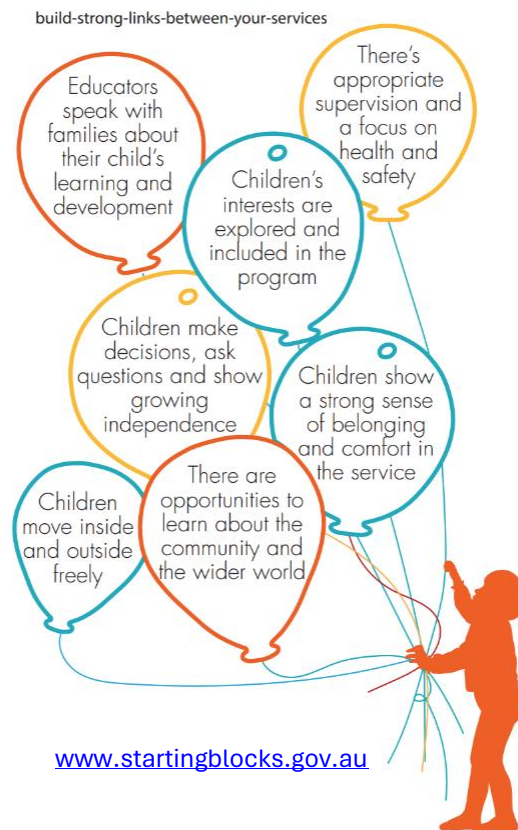 build-strong-links-between-your-services
Educators
speak with
families about
their child's
learning and
development
There's
appropriate
supervision and
a focus on
health and
safety
Children's
interests are
explored and
included in the
program
Children make
decisions, ask
questions and show
growing
independence
Children show
a strong sense
of belonging
and comfort in
the service
Children
move inside
and outside
freely
There are
opportunities to
learn about the
community and
the wider world
www.startingblocks.gov.au